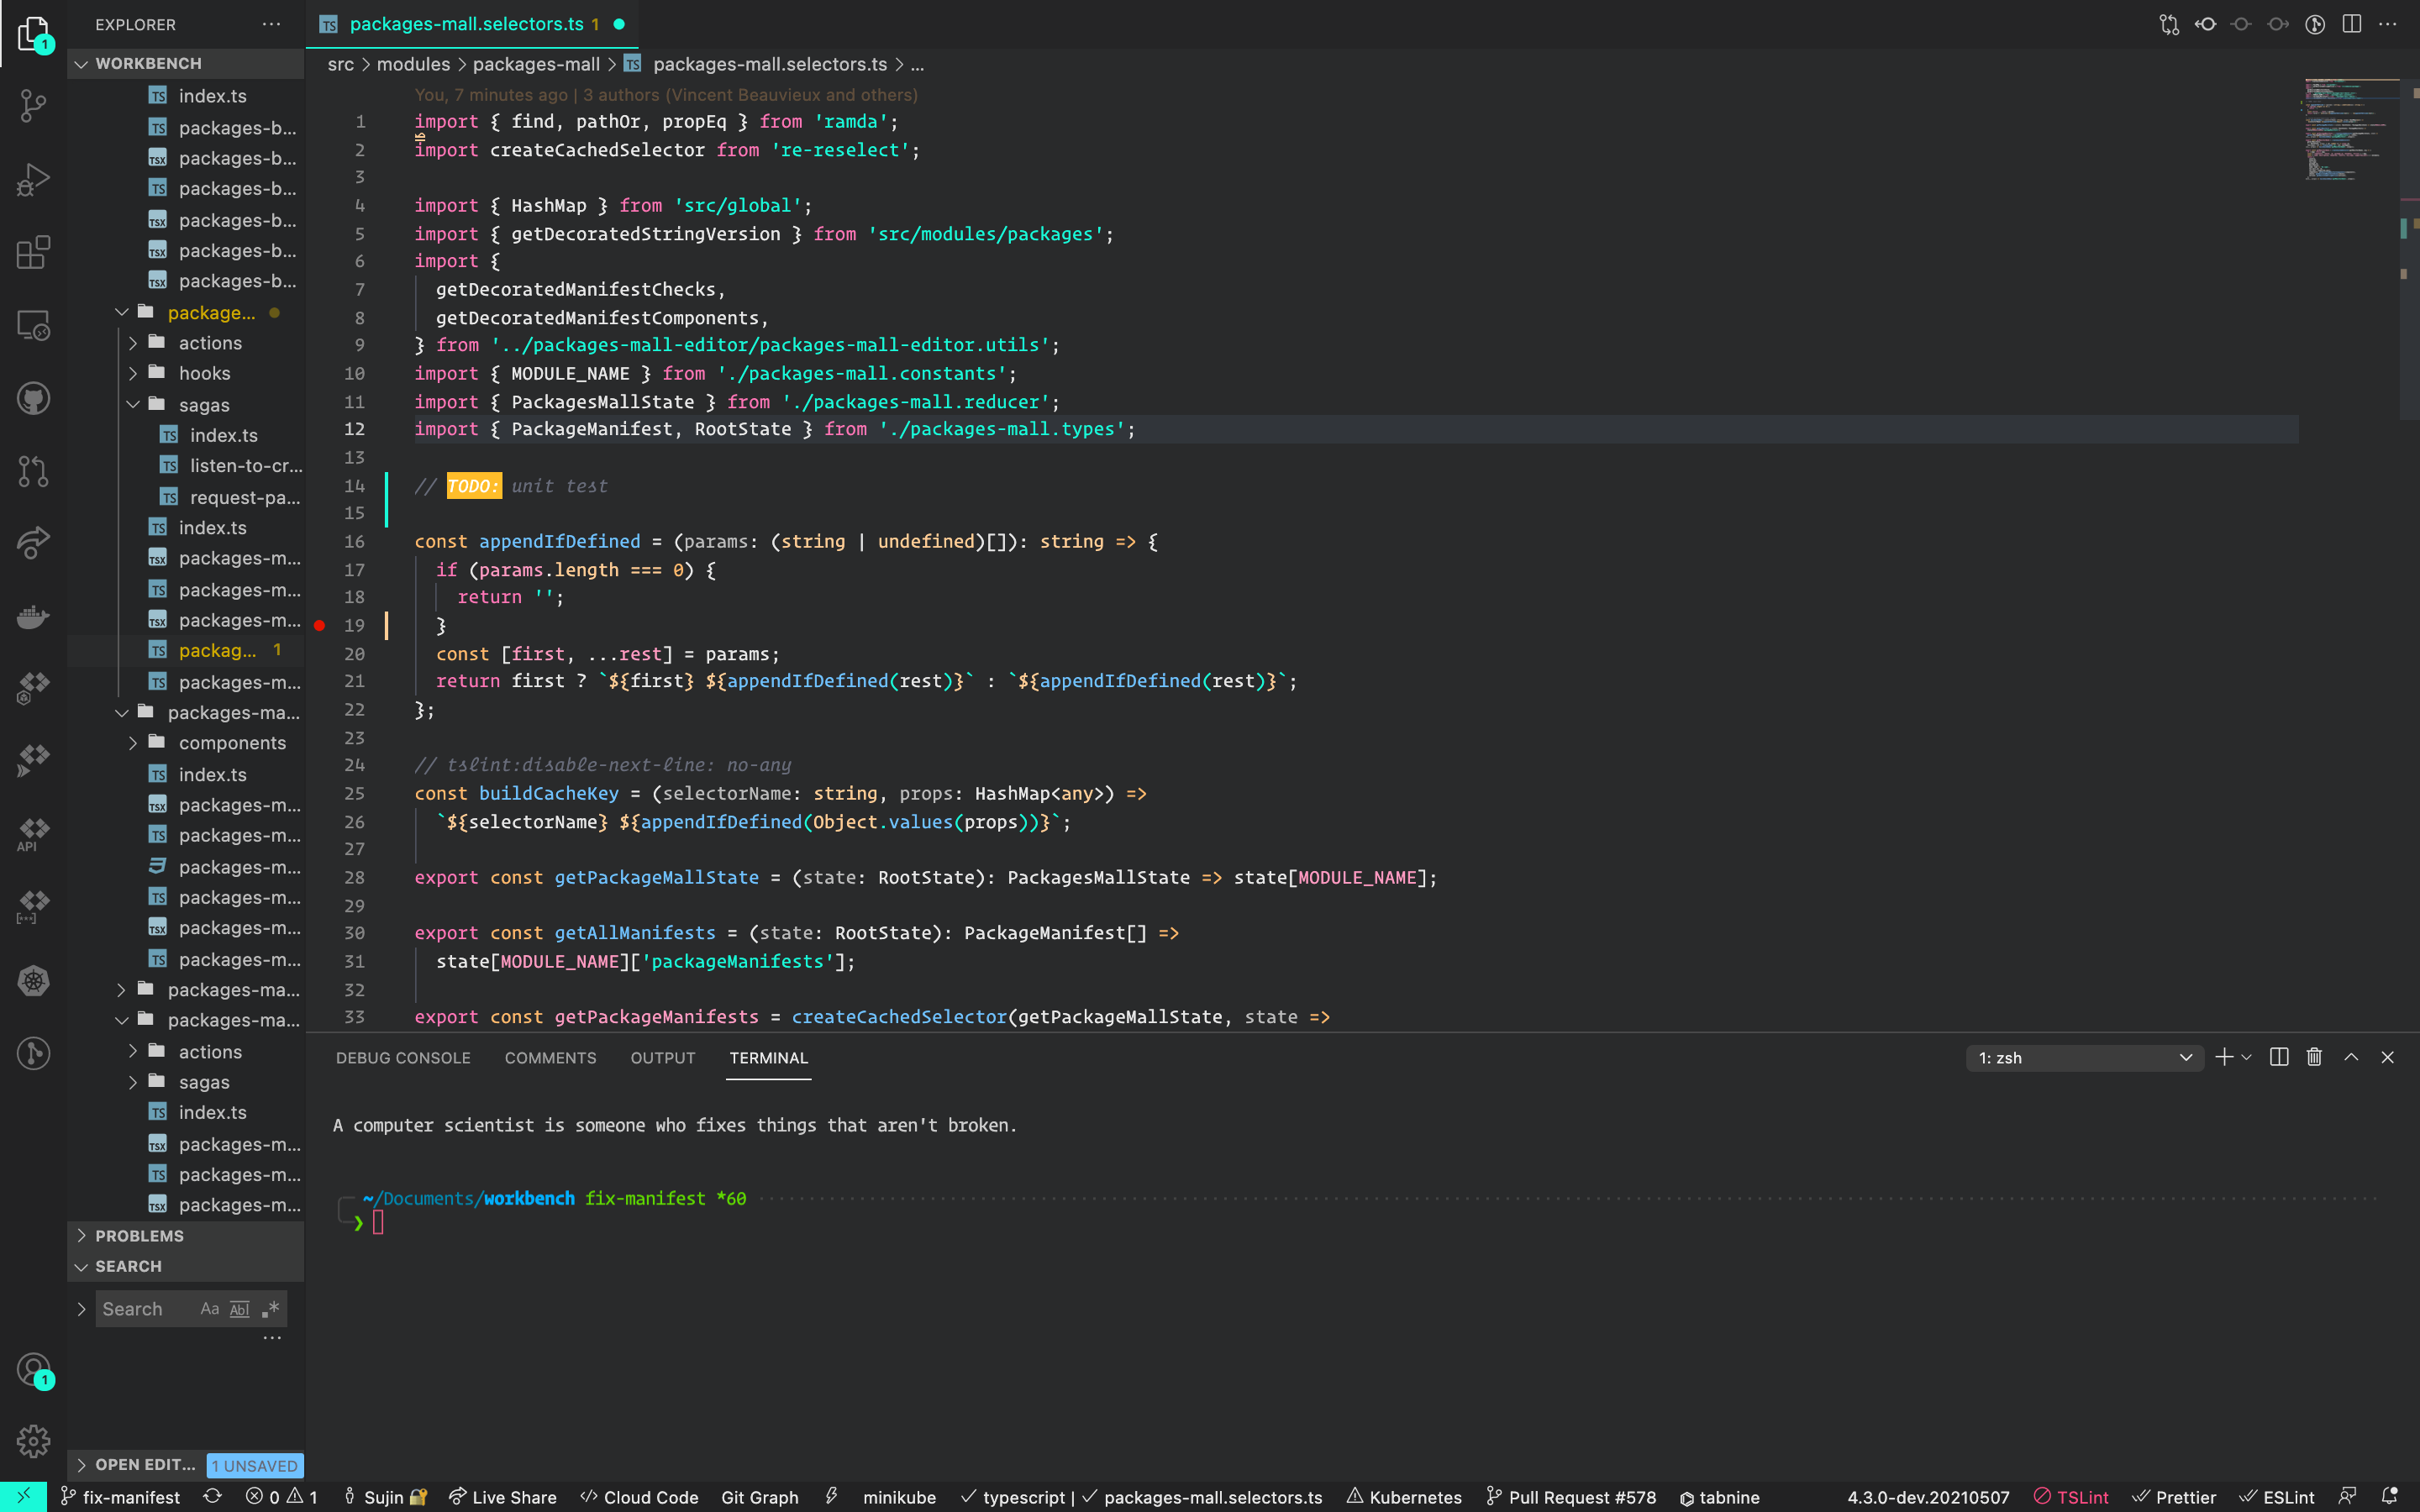 EXPLORER
WORKBENCH
index.ts
packages-b...
packages-b...
packages-b...
packages-b...
packages-b...
packages-b...
package...
actions
hooks
sagas
index.ts
listen-to-cr...
request-pa...
index.ts
packages-m...
packages-m...
packages-m...
packag... 1
packages-m...
packages-ma...
components
index.ts
packages-m...
packages-m...
packages-m...
packages-m...
packages-m...
packages-m...
packages-ma...
packages-ma...
actions
sagas
index.ts
packages-m...
packages-m...
packages-m...
PROBLEMS
SEARCH
Search Aa Abl .*
...
OPEN EDIT... 1 UNSAVED
TS packages-mall.selectors.ts 1
src > modules > packages-mall > TS packages-mall.selectors.ts > ...
You, 7 minutes ago | 3 authors (Vincent Beauvieux and others)
1 import { find, pathOr, propEq } from 'ramda';
2 import createCachedSelector from 're-reselect';
3
4 import { HashMap } from 'src/global';
5 import { getDecoratedStringVersion } from 'src/modules/packages';
6 import {
7 getDecoratedManifestChecks,
8 getDecoratedManifestComponents,
9 } from '../packages-mall-editor/packages-mall-editor.utils';
10 import { MODULE_NAME } from './packages-mall.constants';
11 import { PackagesMallState } from './packages-mall.reducer';
12 import { PackageManifest, RootState } from './packages-mall.types';
13
14 // TODO: unit test
15
16 const appendIfDefined = (params: (string | undefined)[]): string => {
17 if (params.length === 0) {
18 return '';
19 }
20 const [first, ...rest] = params;
21 return first ? `${first} ${appendIfDefined(rest)}` : `${appendIfDefined(rest)}`;
22 };
23
24 // tslint:disable-next-line: no-any
25 const buildCacheKey = (selectorName: string, props: HashMap<any>) =>
26 `${selectorName} ${appendIfDefined(Object.values(props))}`;
27
28 export const getPackageMallState = (state: RootState): PackagesMallState => state[MODULE_NAME];
29
30 export const getAllManifests = (state: RootState): PackageManifest[] =>
31 state[MODULE_NAME]['packageManifests'];
32
33 export const getPackageManifests = createCachedSelector(getPackageMallState, state =>
DEBUG CONSOLE COMMENTS OUTPUT TERMINAL 1: zsh
A computer scientist is someone who fixes things that aren't broken.
~/Documents/workbench fix-manifest *60
❯
fix-manifest 0 1 Sujin Live Share Cloud Code Git Graph minikube typescript | packages-mall.selectors.ts Kubernetes Pull Request #578 tabnine 4.3.0-dev.20210507 TSLint Prettier ESLint